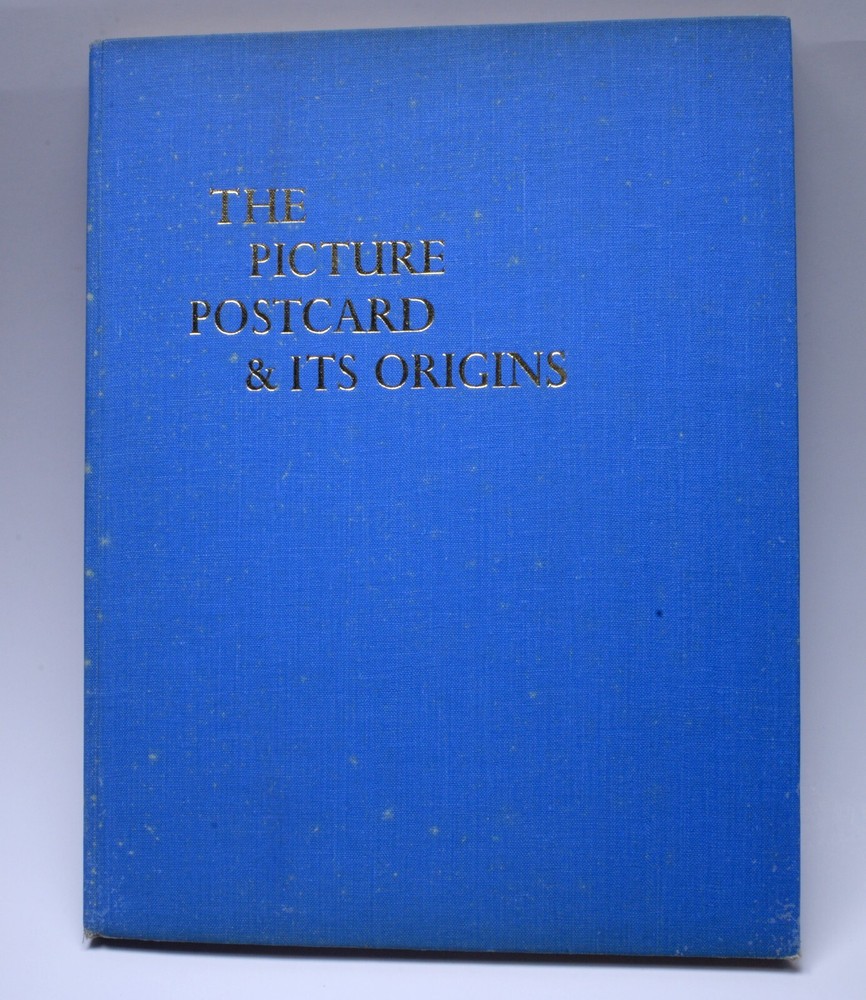 THE
PICTURE
POSTCARD
& ITS ORIGINS